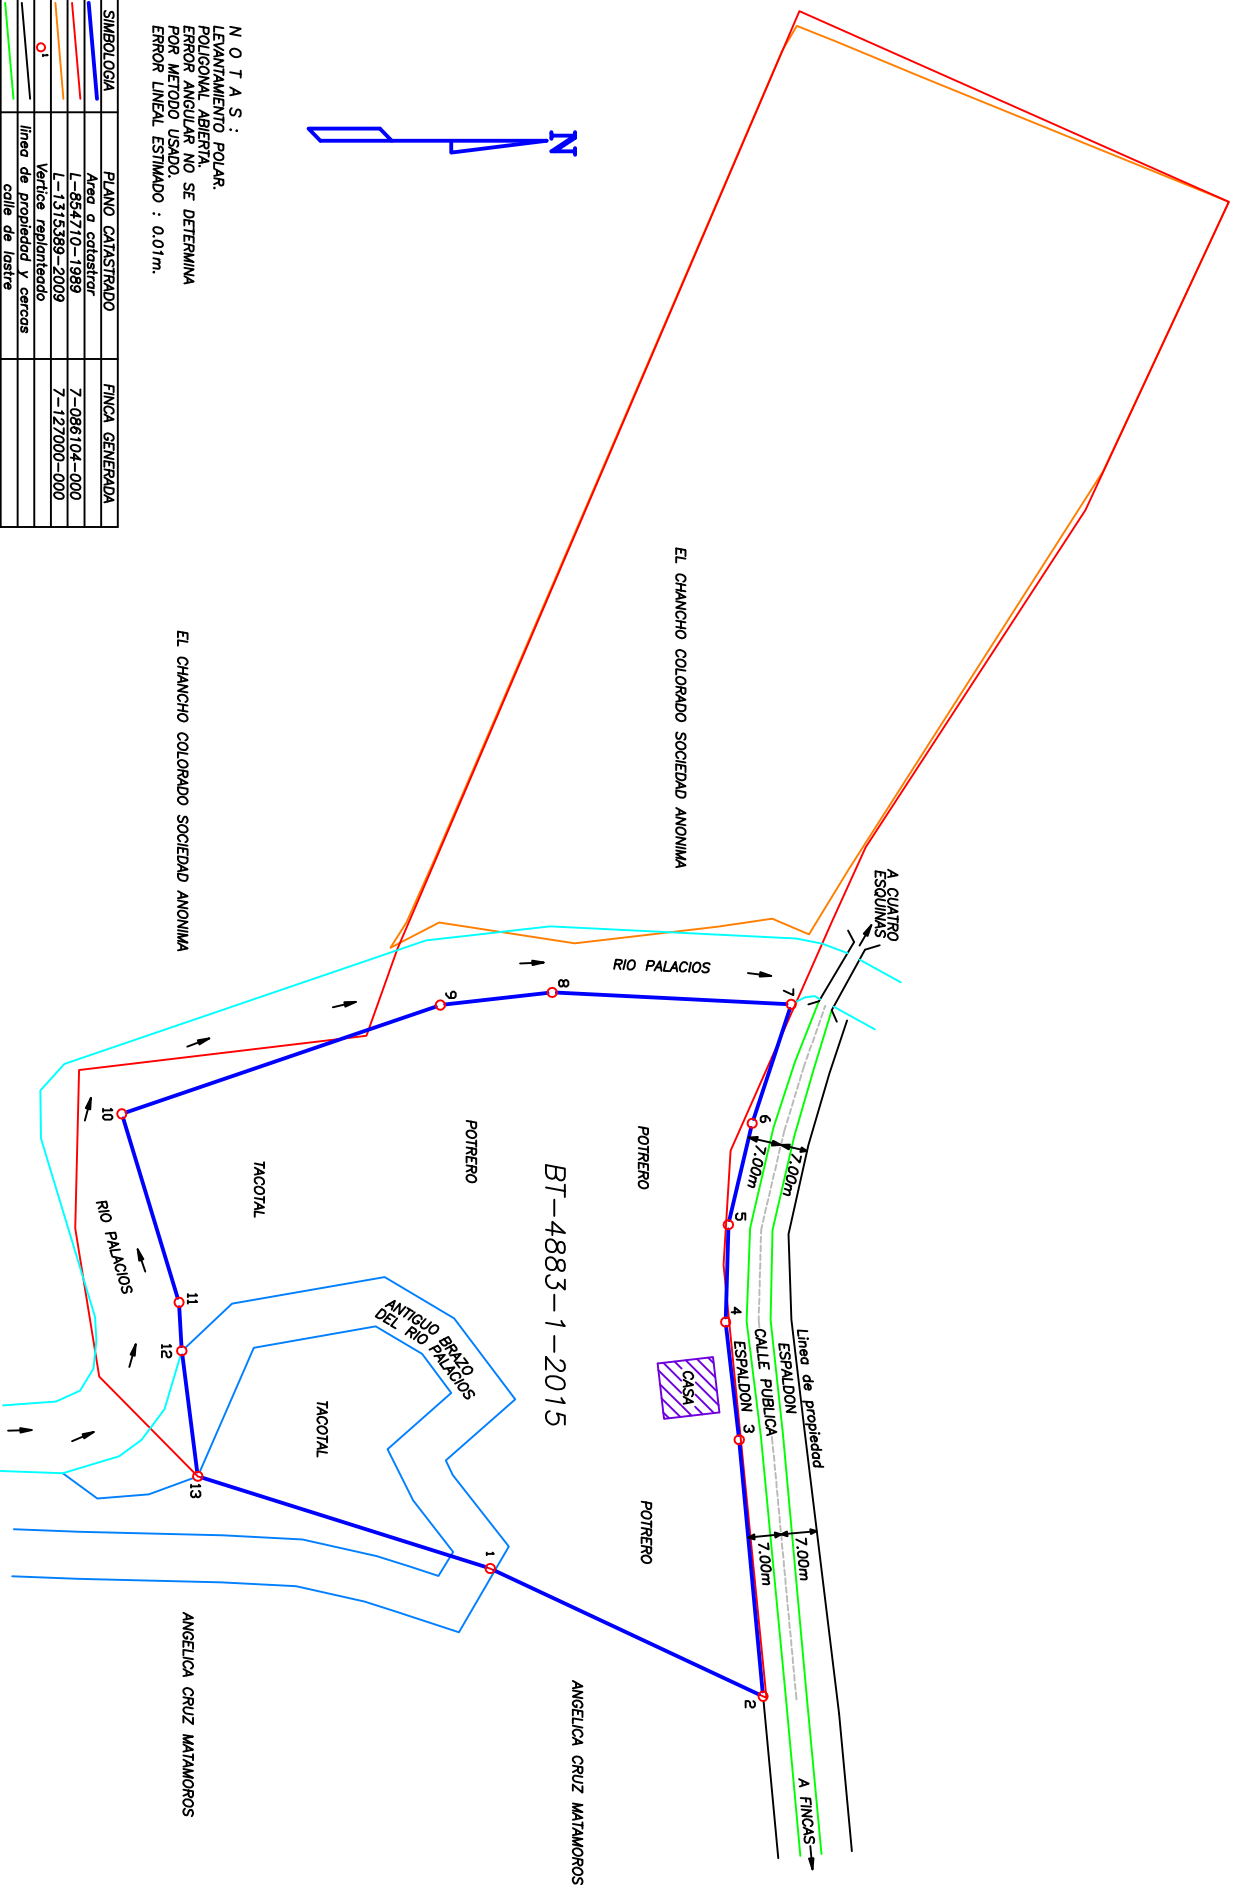 N O T A S :
LEVANTAMIENTO POLAR.
POLIGONAL ABIERTA.
ERROR ANGULAR NO SE DETERMINA
POR METODO USADO.
ERROR LINEAL ESTIMADO : 0.01m.
N
SIMBOLOGIA PLANO CATASTRADO FINCA GENERADA
Area a catastrar
L-854710-1989 7-086104-000
L-1315389-2009 7-127000-000
1 Vertice replanteado
linea de propiedad y cercas
calle de lastre
EL CHANCHO COLORADO SOCIEDAD ANONIMA
EL CHANCHO COLORADO SOCIEDAD ANONIMA
A CUATRO
ESQUINAS
RIO PALACIOS
7
8
9
10
6
5
4
3
2
1
11
12
13
7.00m
7.00m
POTRERO
POTRERO
TACOTAL
BT-4883-1-2015
RIO PALACIOS
ANTIGUO BRAZO
DEL RIO PALACIOS
TACOTAL
CASA
Linea de propiedad
ESPALDON
CALLE PUBLICA
ESPALDON
7.00m
7.00m
POTRERO
ANGELICA CRUZ MATAMOROS
ANGELICA CRUZ MATAMOROS
A FINCAS